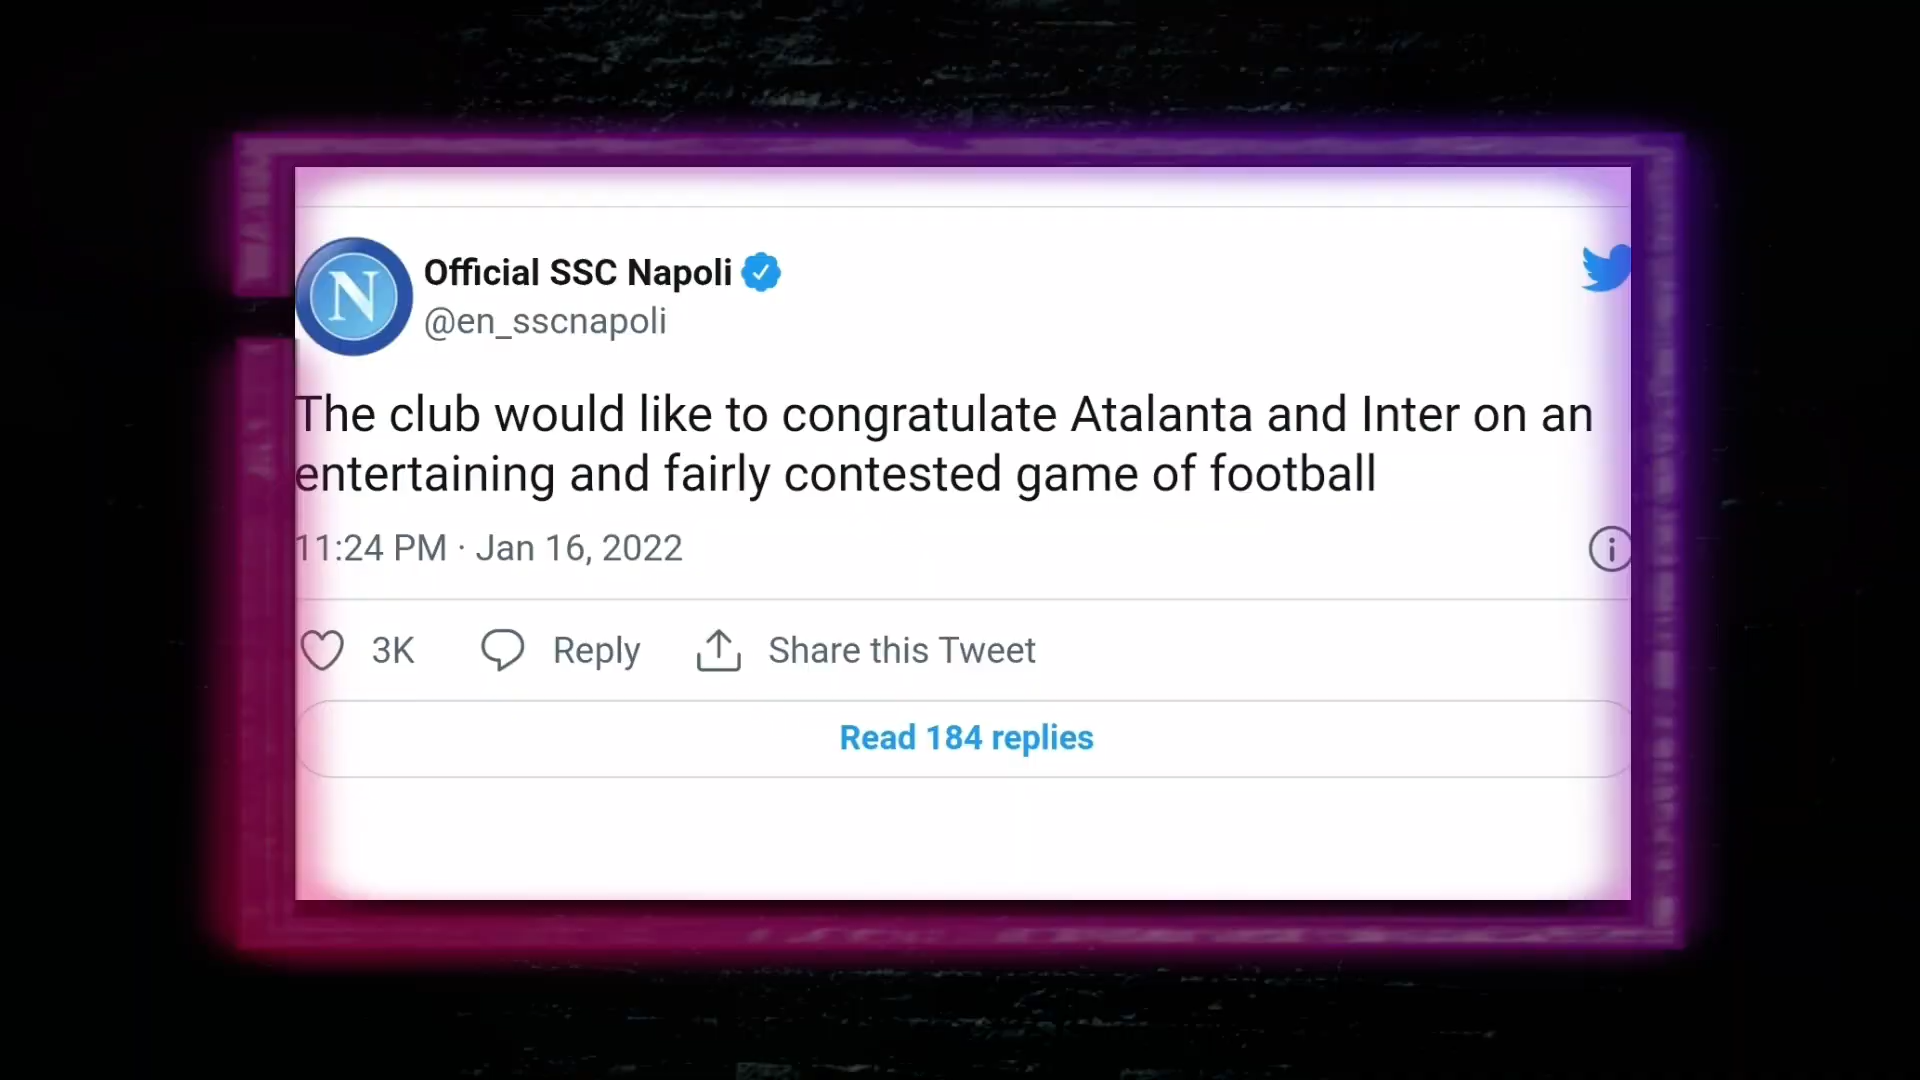 N
Official SSC Napoli
@en_sscnapoli
The club would like to congratulate Atalanta and Inter on an
entertaining and fairly contested game of football
11:24 PM · Jan 16, 2022
3K Reply Share this Tweet
Read 184 replies